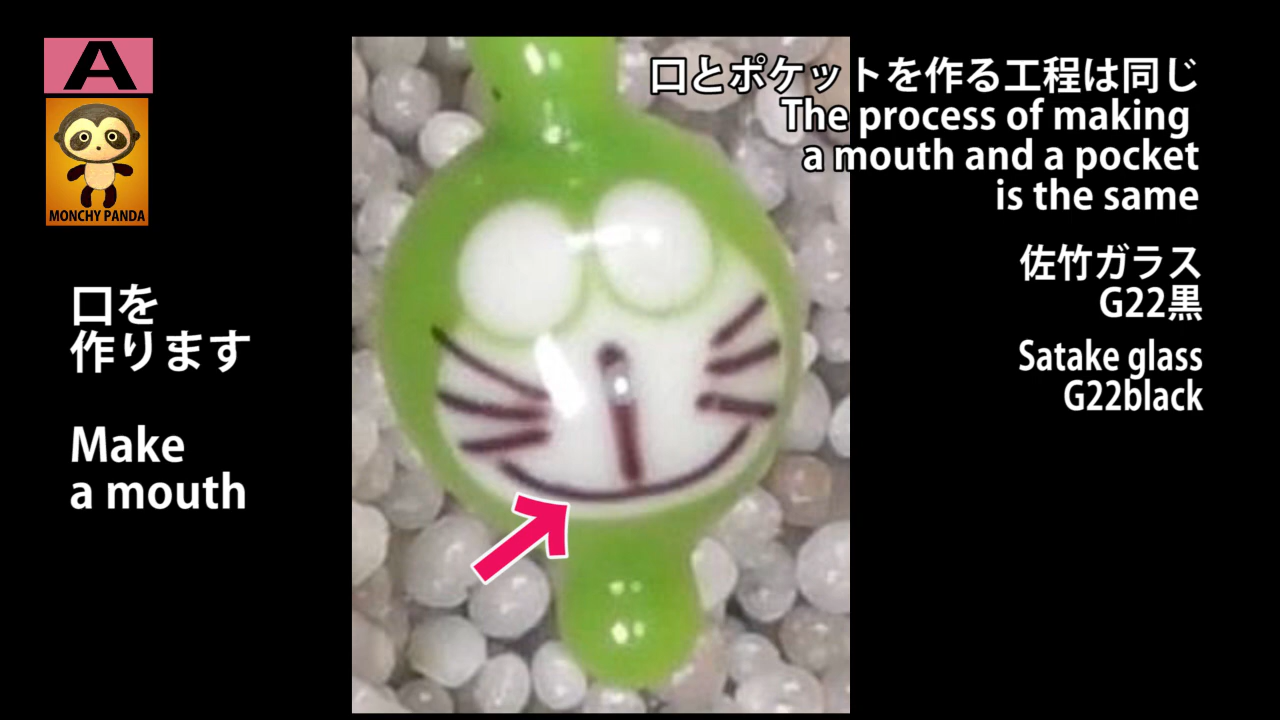 A
MONCHY PANDA
口を
作ります
Make
a mouth
口とポケットを作る工程は同じ
The process of making
a mouth and a pocket
is the same
佐竹ガラス
G22黒
Satake glass
G22black